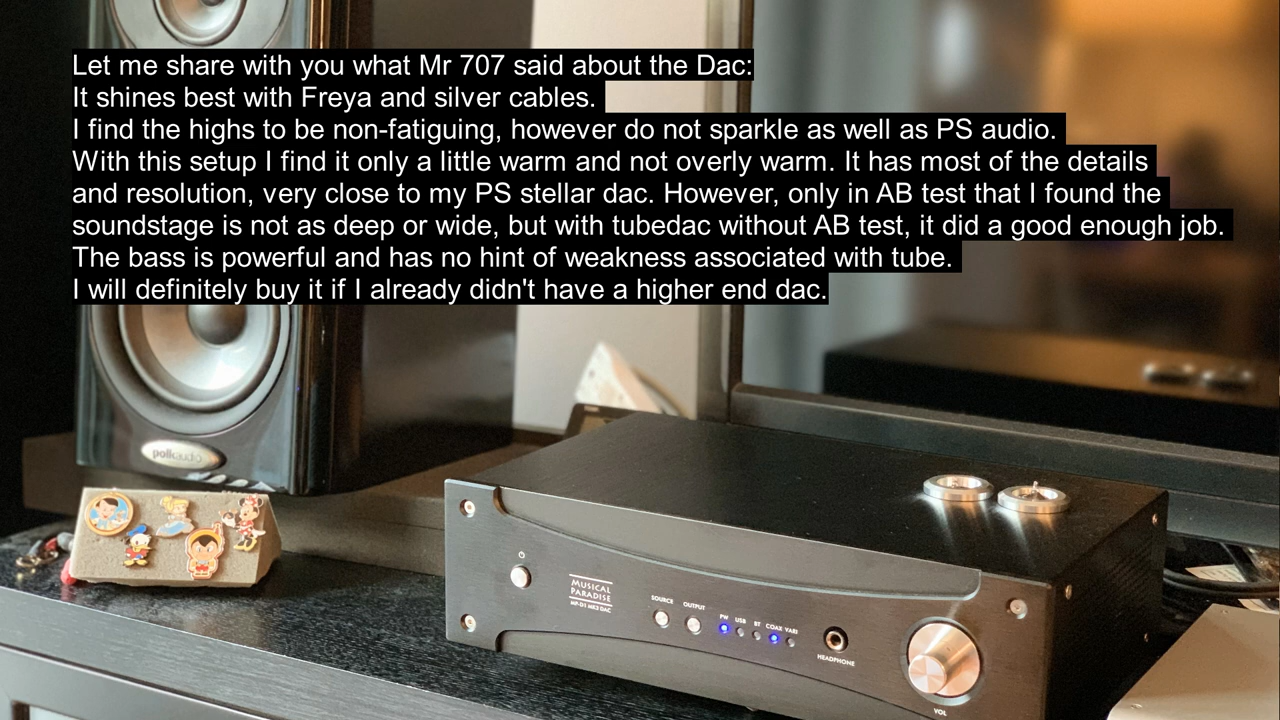 Let me share with you what Mr 707 said about the Dac:
It shines best with Freya and silver cables.
I find the highs to be non-fatiguing, however do not sparkle as well as PS audio.
With this setup I find it only a little warm and not overly warm. It has most of the details
and resolution, very close to my PS stellar dac. However, only in AB test that I found the
soundstage is not as deep or wide, but with tubedac without AB test, it did a good enough job.
The bass is powerful and has no hint of weakness associated with tube.
I will definitely buy it if I already didn't have a higher end dac.
polkaudio
MUSICAL
PARADISE
MP-D1 MK2 DAC
SOURCE
OUTPUT
PW USB BT COAX VARI
HEADPHONE
VOL